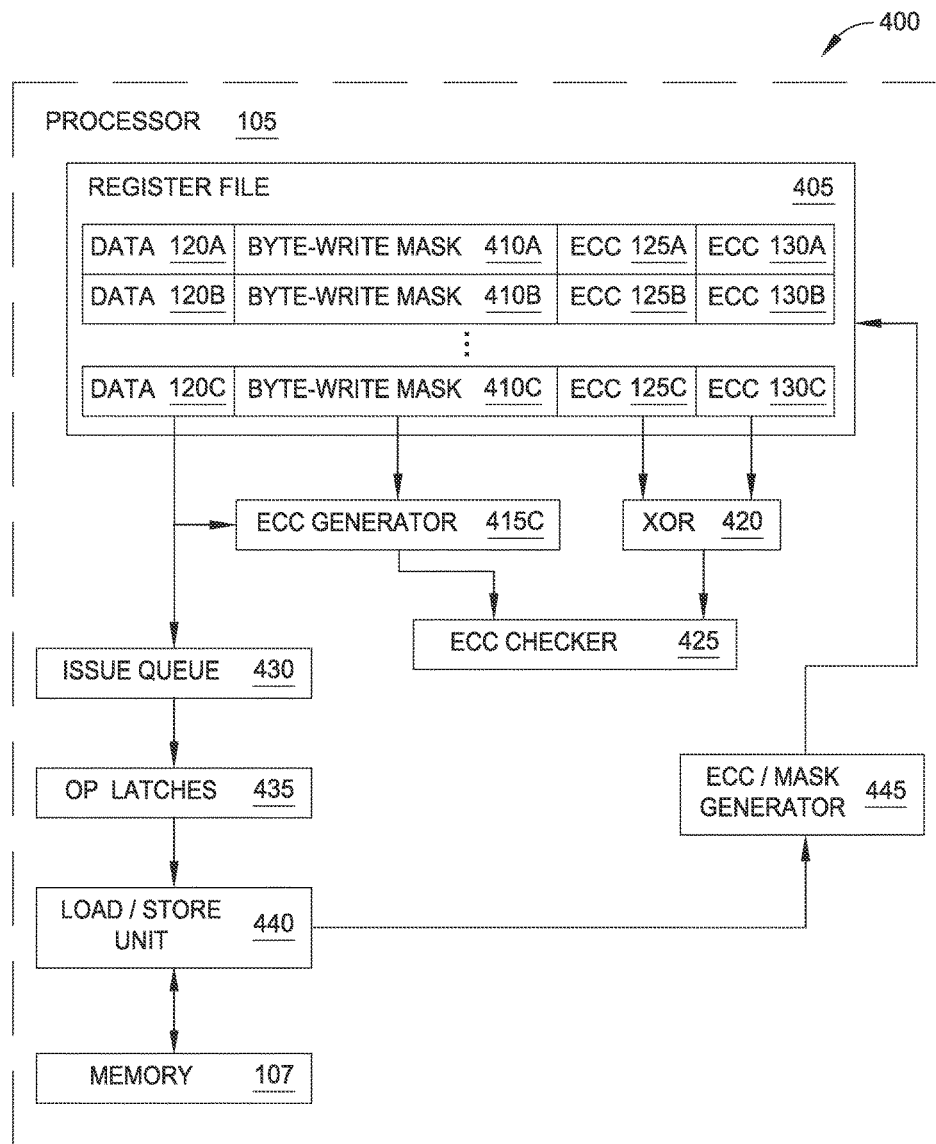 400
PROCESSOR 105
REGISTER FILE 405
DATA 120A BYTE-WRITE MASK 410A ECC 125A ECC 130A
DATA 120B BYTE-WRITE MASK 410B ECC 125B ECC 130B
DATA 120C BYTE-WRITE MASK 410C ECC 125C ECC 130C
ECC GENERATOR 415C
XOR 420
ECC CHECKER 425
ISSUE QUEUE 430
OP LATCHES 435
ECC / MASK
GENERATOR 445
LOAD / STORE
UNIT 440
MEMORY 107